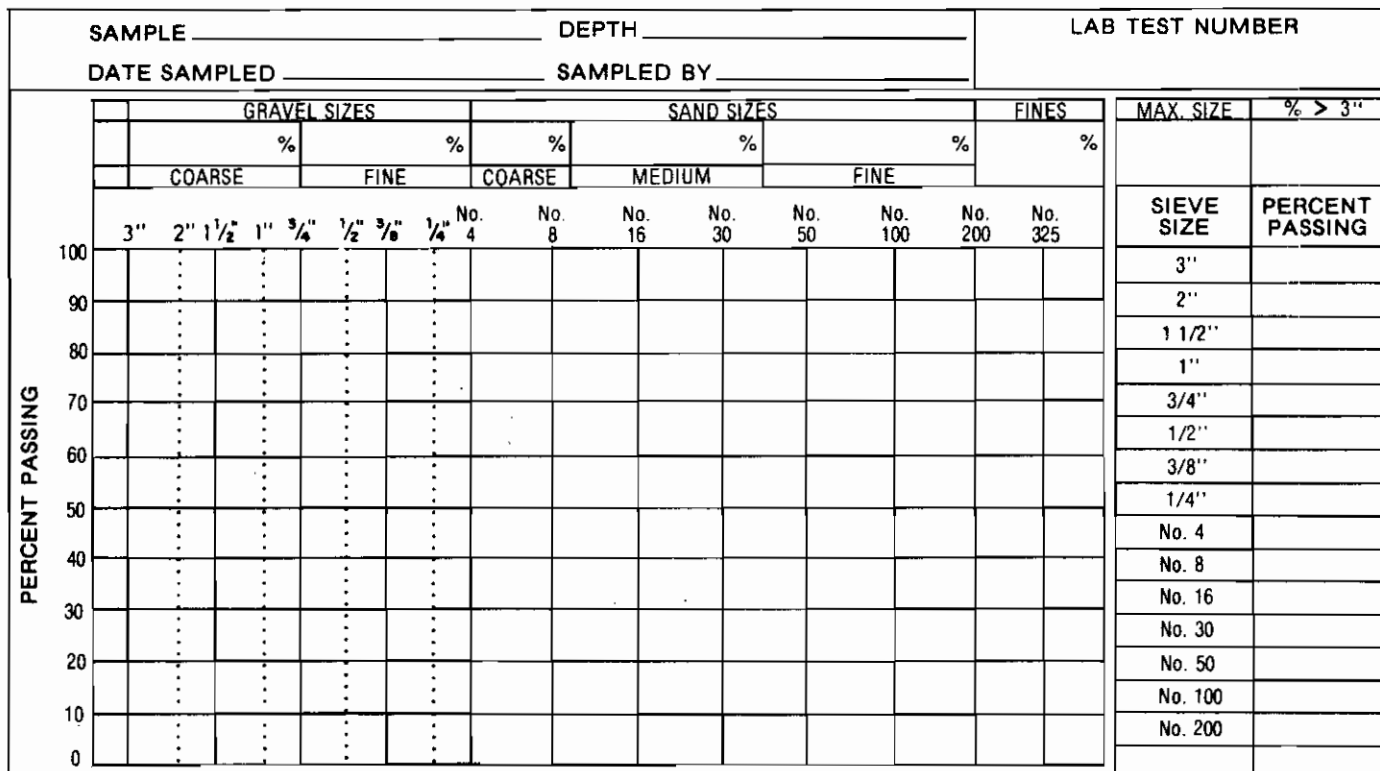 SAMPLE DEPTH LAB TEST NUMBER
DATE SAMPLED SAMPLED BY
GRAVEL SIZES SAND SIZES FINES MAX. SIZE % > 3"
% % % % % %
COARSE FINE COARSE MEDIUM FINE
SIEVE SIZE PERCENT PASSING
3" 2" 1½" 1" ¾" ½" ⅜" ¼" No. 4 No. 8 No. 16 No. 30 No. 50 No. 100 No. 200 No. 325
PERCENT PASSING
100
90
80
70
60
50
40
30
20
10
0
3"
2"
1 1/2"
1"
3/4"
1/2"
3/8"
1/4"
No. 4
No. 8
No. 16
No. 30
No. 50
No. 100
No. 200